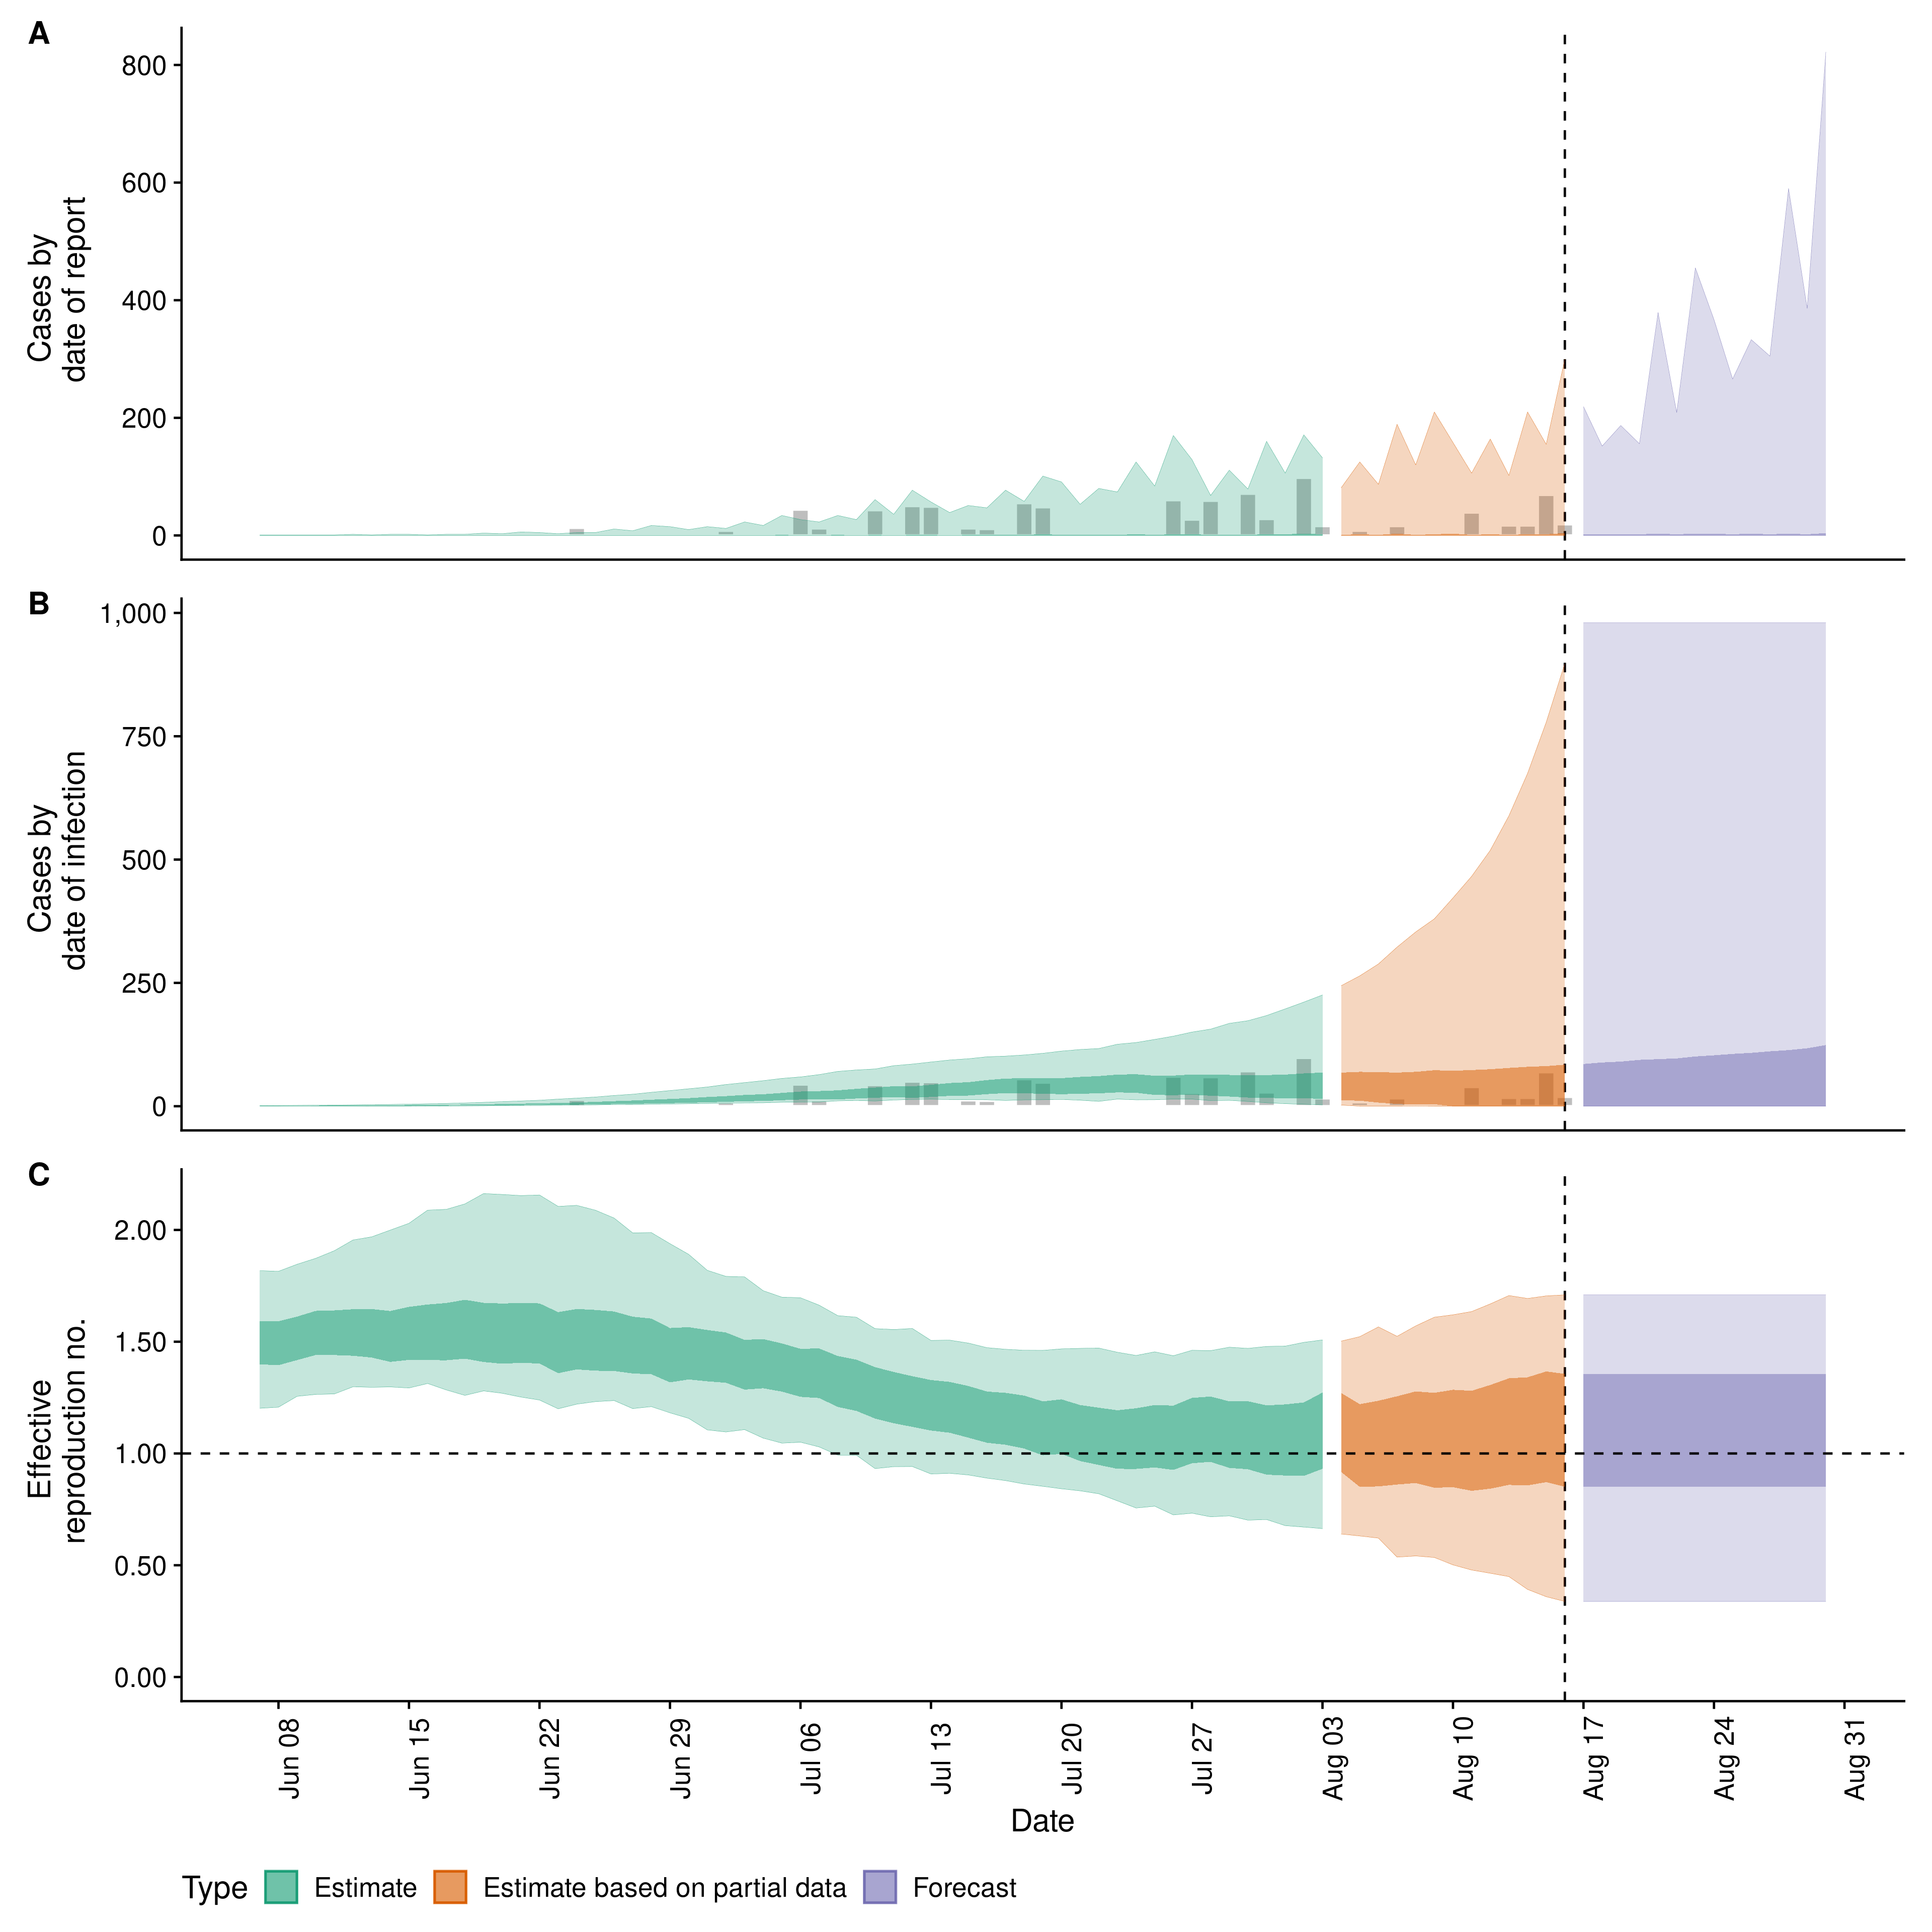 A
800
600
400
200
0
Cases by
date of report
B
1,000
750
500
250
0
Cases by
date of infection
C
2.00
1.50
1.00
0.50
0.00
Effective
reproduction no.
Jun 08
Jun 15
Jun 22
Jun 29
Jul 06
Jul 13
Jul 20
Jul 27
Aug 03
Aug 10
Aug 17
Aug 24
Aug 31
Date
Type Estimate Estimate based on partial data Forecast